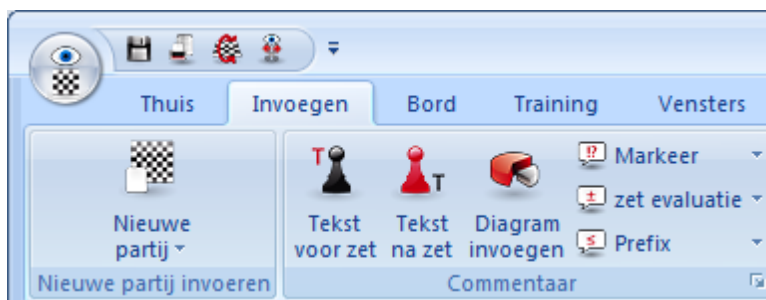 Thuis Invoegen Bord Training Vensters
Nieuwe
partij
Nieuwe partij invoeren
T
Tekst
voor zet
T
Tekst
na zet
Diagram
invoegen
!? Markeer
± zet evaluatie
≤ Prefix
Commentaar